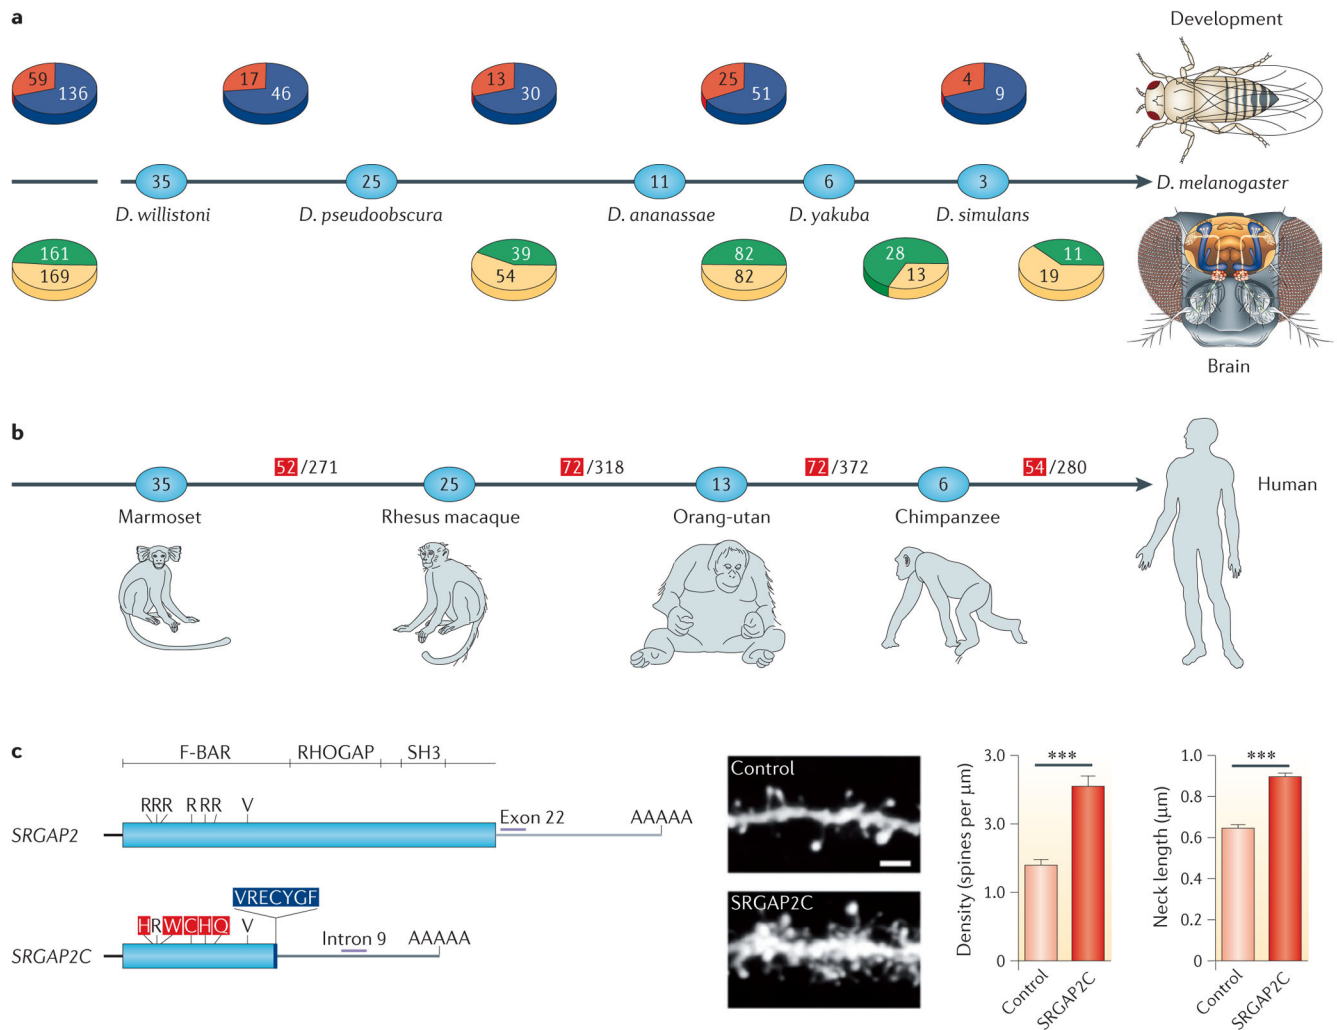 a
Development
59 136
17 46
13 30
25 51
4 9
35 25 11 6 3
D. willistoni D. pseudoobscura D. ananassae D. yakuba D. simulans D. melanogaster
161 169
39 54
82 82
28 13
11 19
Brain
b
52/271 72/318 72/372 54/280
35 25 13 6
Marmoset Rhesus macaque Orang-utan Chimpanzee Human
c
F-BAR RHOGAP SH3
RRR R RR V
SRGAP2
Exon 22 AAAAA
VRECYGF
HRWCHQ V
SRGAP2C
Intron 9 AAAAA
Control
SRGAP2C
Density (spines per µm)
3.0
3.0
1.0
0
***
Control
SRGAP2C
Neck length (µm)
1.0
0.8
0.6
0.4
0.2
0
***
Control
SRGAP2C